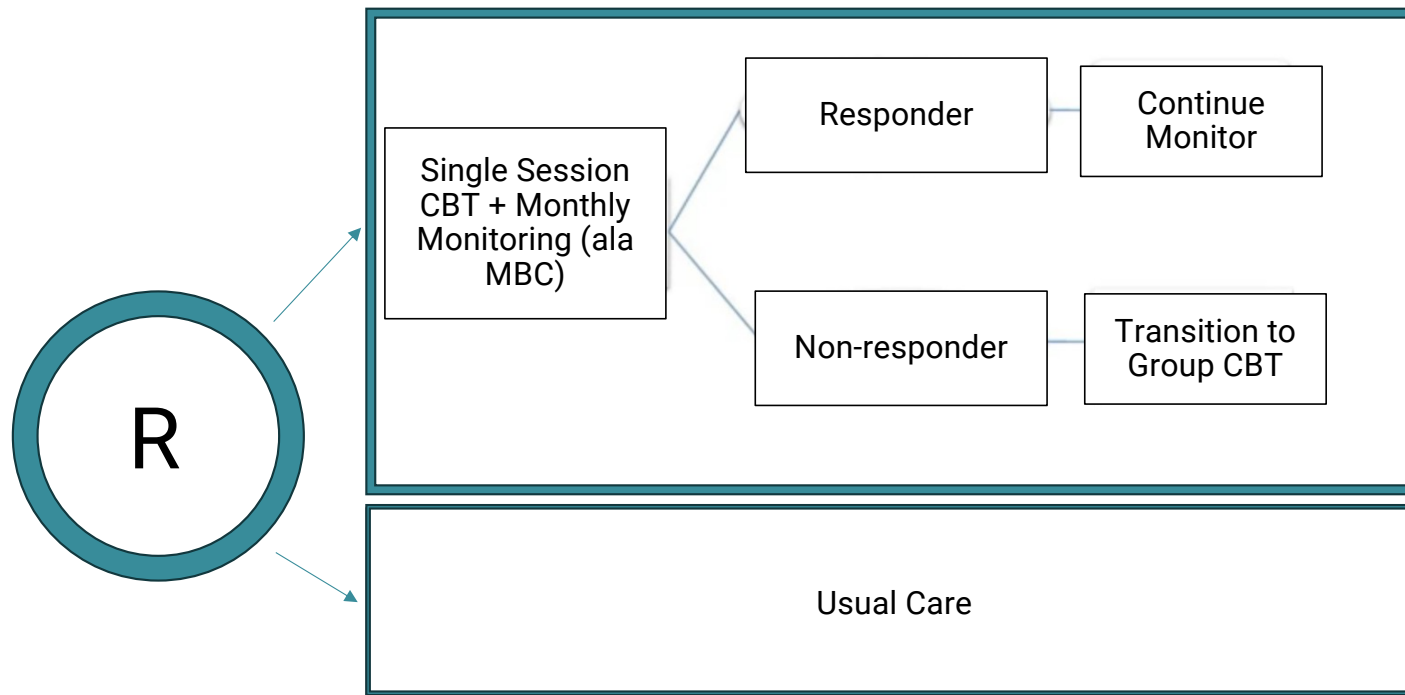 R
Single Session
CBT + Monthly
Monitoring (ala
MBC)
Responder
Continue
Monitor
Non-responder
Transition to
Group CBT
Usual Care